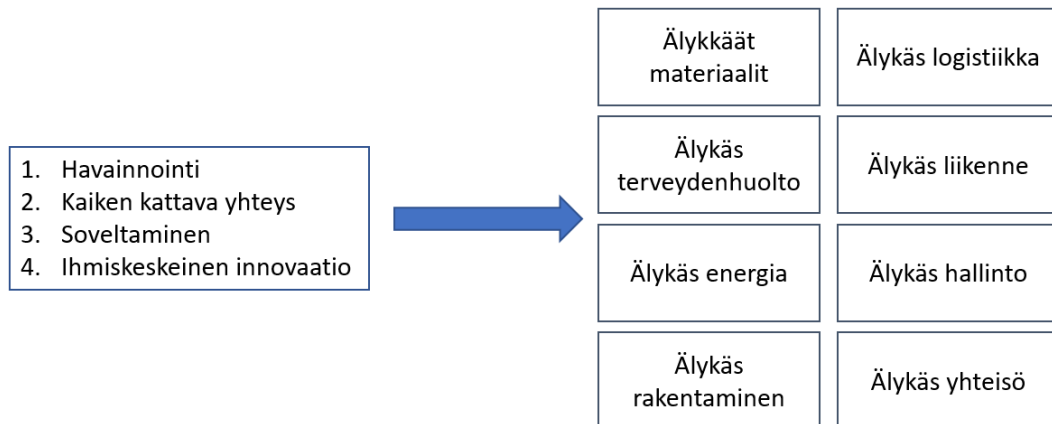 1. Havainnointi
2. Kaiken kattava yhteys
3. Soveltaminen
4. Ihmiskeskeinen innovaatio
Älykkäät
materiaalit
Älykäs logistiikka
Älykäs
terveydenhuolto
Älykäs liikenne
Älykäs energia
Älykäs hallinto
Älykäs
rakentaminen
Älykäs yhteisö